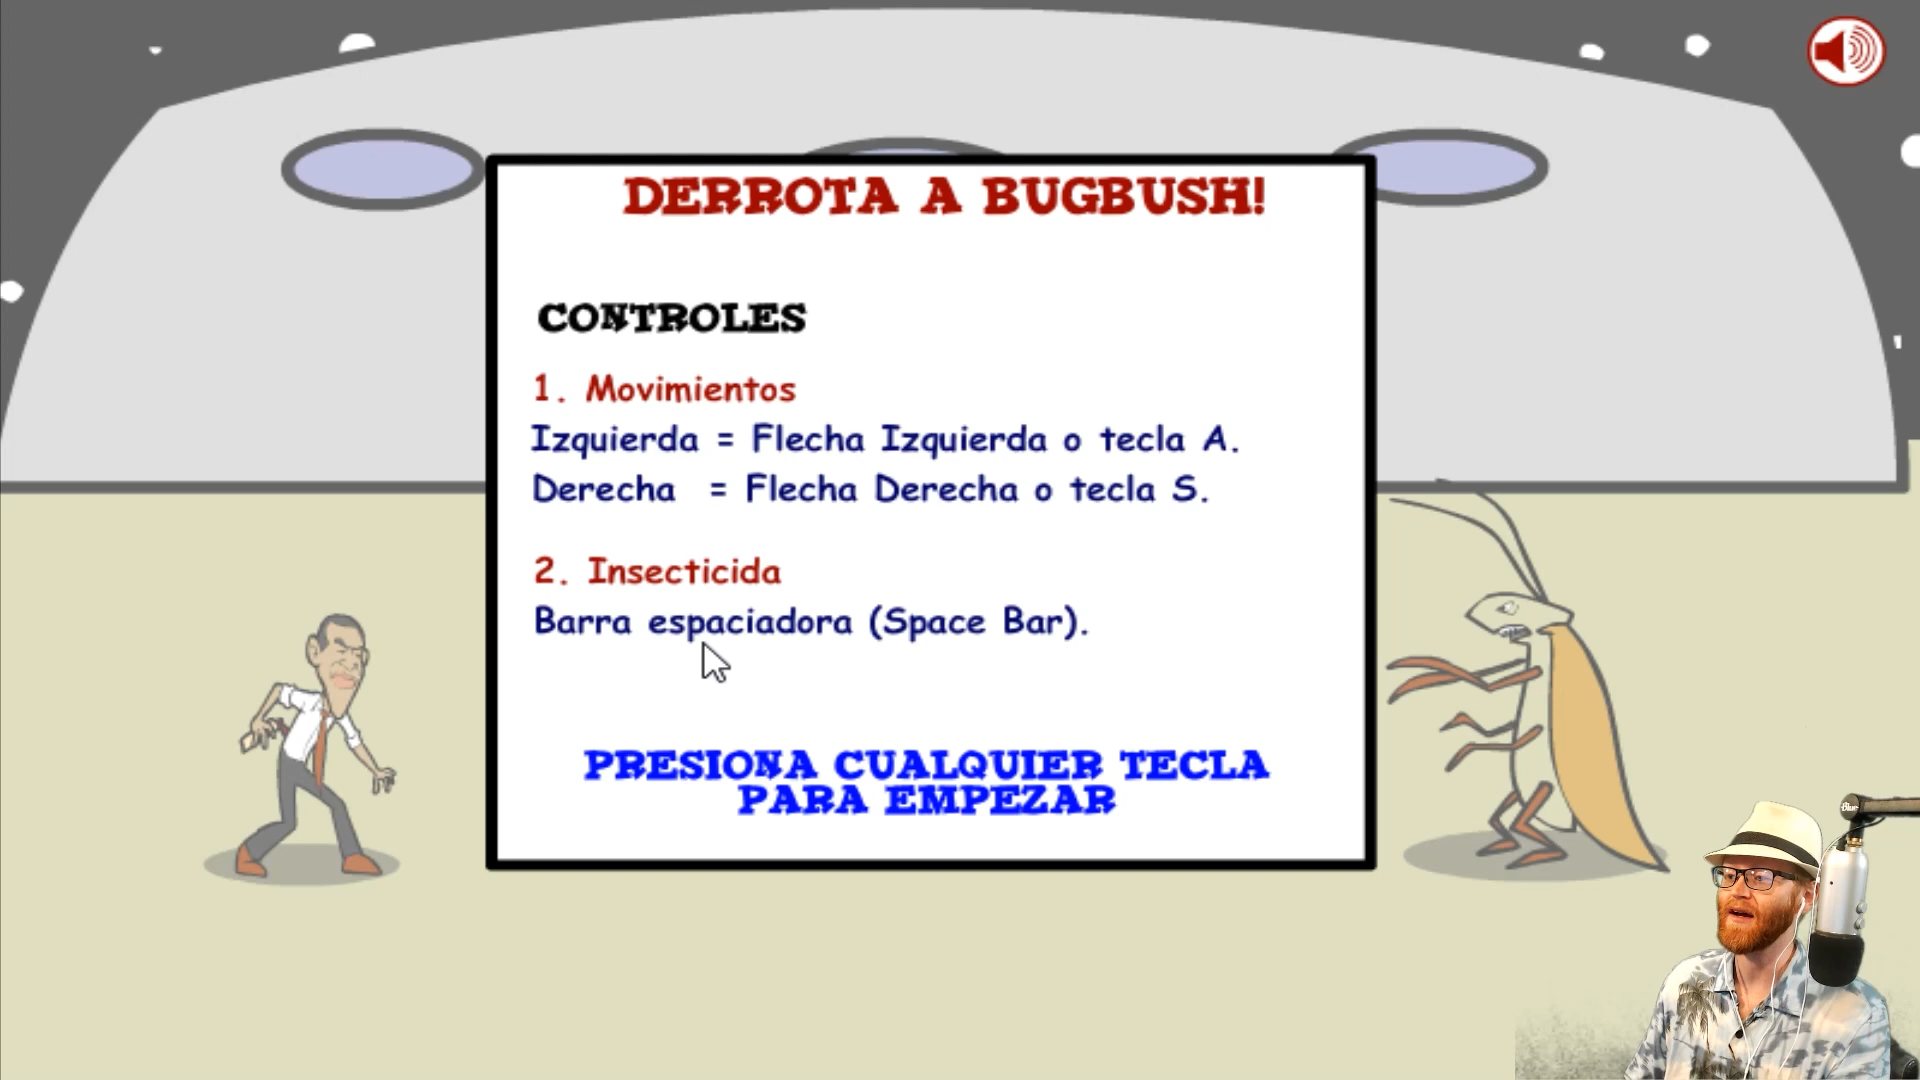 DERROTA A BUGBUSH!
CONTROLES
1. Movimientos
Izquierda = Flecha Izquierda o tecla A.
Derecha = Flecha Derecha o tecla S.
2. Insecticida
Barra espaciadora (Space Bar).
PRESIONA CUALQUIER TECLA
PARA EMPEZAR
Blue